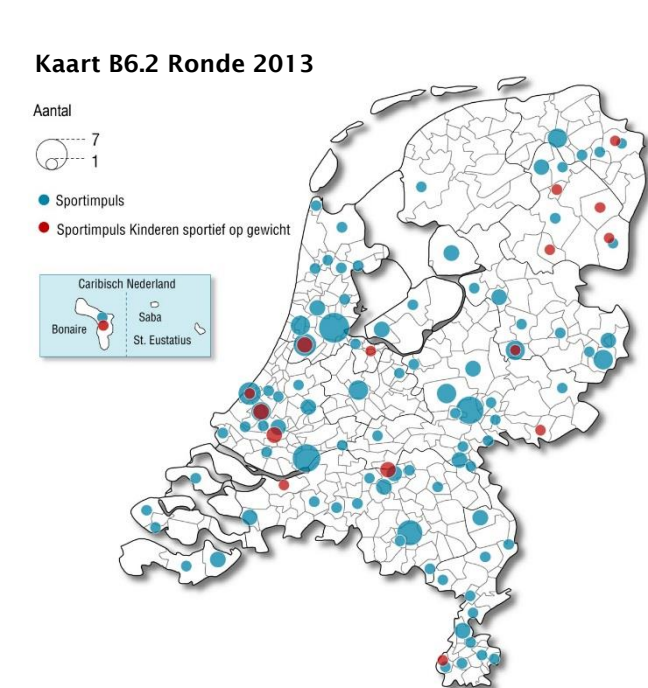 Kaart B6.2 Ronde 2013
Aantal
7
1
Sportimpuls
Sportimpuls Kinderen sportief op gewicht
Caribisch Nederland
Saba
Bonaire
St. Eustatius